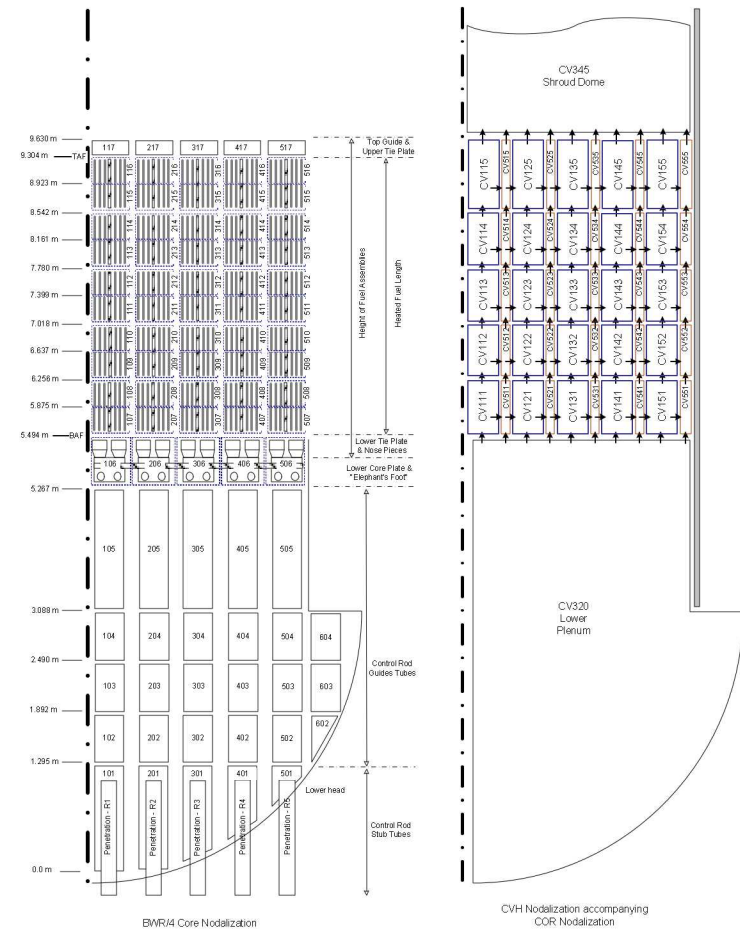 CV345
Shroud Dome
9.630 m
117 217 317 417 517
Top Guide &
Upper Tie Plate
9.304 m TAF
116 216 316 416 516
8.923 m
115 215 315 415 515
CV115 CV515 CV125 CV525 CV135 CV535 CV145 CV545 CV155 CV555
8.542 m
114 214 314 414 514
8.161 m
113 213 313 413 513
CV114 CV514 CV124 CV524 CV134 CV534 CV144 CV544 CV154 CV554
7.780 m
112 212 312 412 512
7.399 m
111 211 311 411 511
CV113 CV513 CV123 CV523 CV133 CV533 CV143 CV543 CV153 CV553
7.018 m
110 210 310 410 510
6.637 m
109 209 309 409 509
CV112 CV512 CV122 CV522 CV132 CV532 CV142 CV542 CV152 CV552
6.256 m
108 208 308 408 508
5.875 m
107 207 307 407 507
CV111 CV511 CV121 CV521 CV131 CV531 CV141 CV541 CV151 CV551
Height of Fuel Assemblies
Heated Fuel Length
5.494 m BAF
Lower Tie Plate
& Nose Pieces
106 206 306 406 506
Lower Core Plate &
"Elephant's Foot"
5.267 m
105 205 305 405 505
3.088 m
104 204 304 404 504 604
2.490 m
103 203 303 403 503 603
Control Rod
Guides Tubes
1.892 m
102 202 302 402 502 602
1.295 m
101 201 301 401 501
Lower head
Penetration - R1
Penetration - R2
Penetration - R3
Penetration - R4
Penetration - R5
Control Rod
Stub Tubes
0.0 m
CV320
Lower
Plenum
BWR/4 Core Nodalization
CVH Nodalization accompanying
COR Nodalization